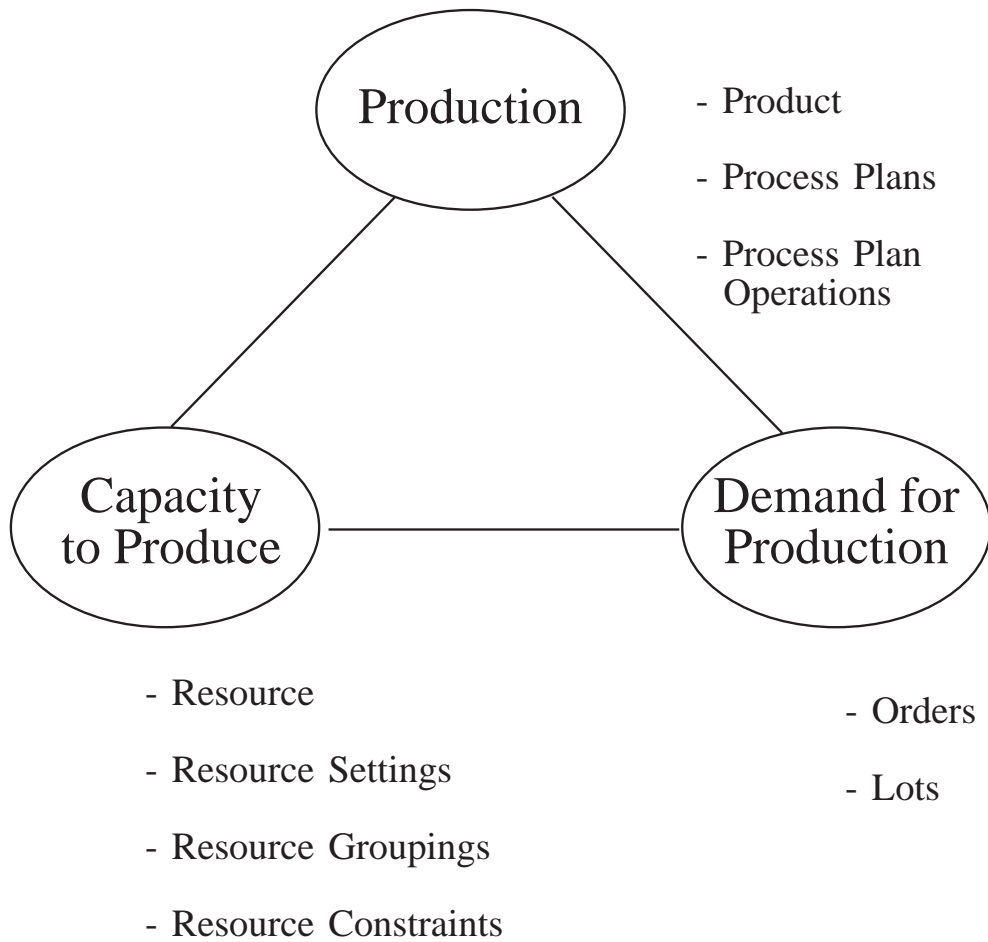 Production
- Product
- Process Plans
- Process Plan
Operations
Capacity
to Produce
Demand for
Production
- Resource
- Resource Settings
- Resource Groupings
- Resource Constraints
- Orders
- Lots